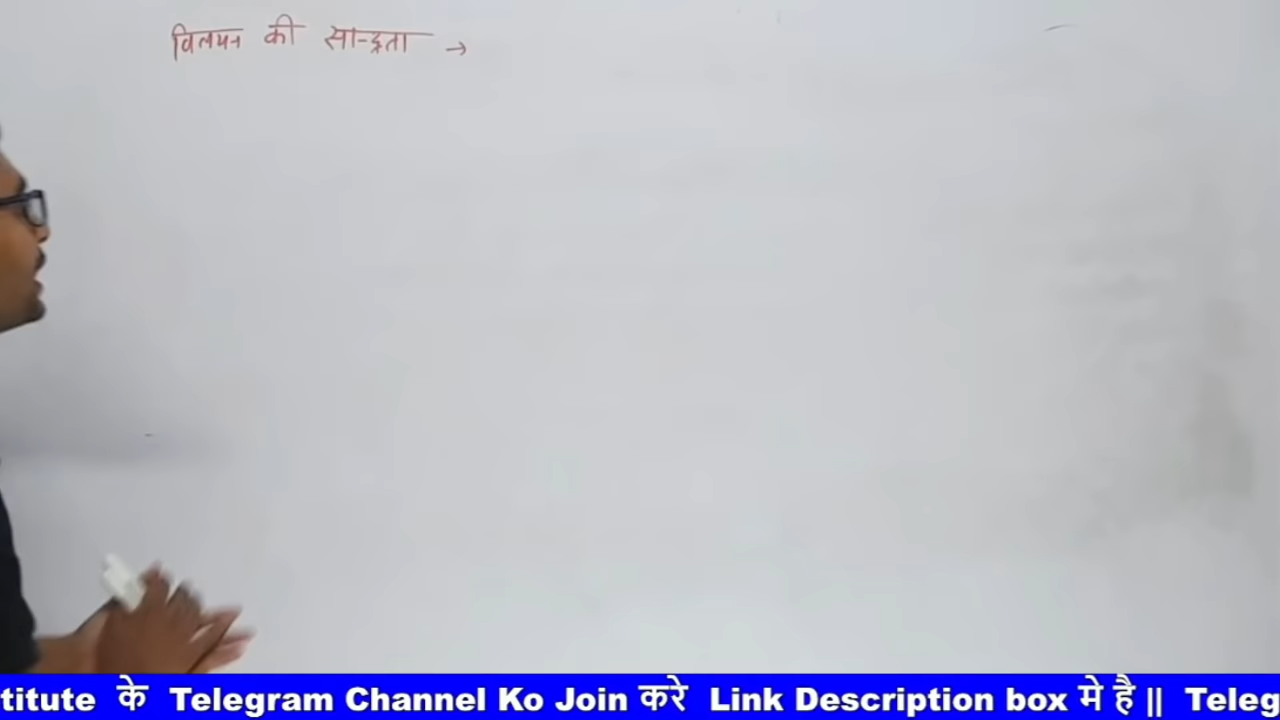 विलयन की सान्द्रता →
titute के Telegram Channel Ko Join करे Link Description box मे है || Teleg